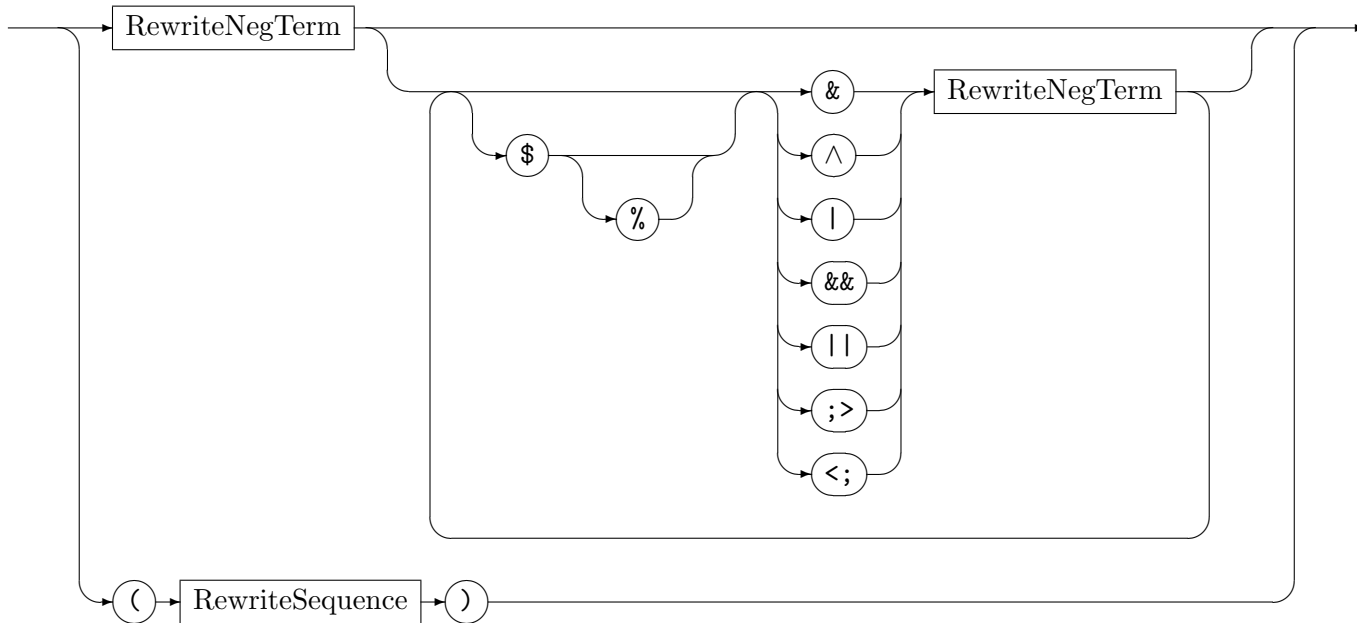 RewriteNegTerm
& RewriteNegTerm
$ ^
% |
&&
||
;>
<;
( RewriteSequence )